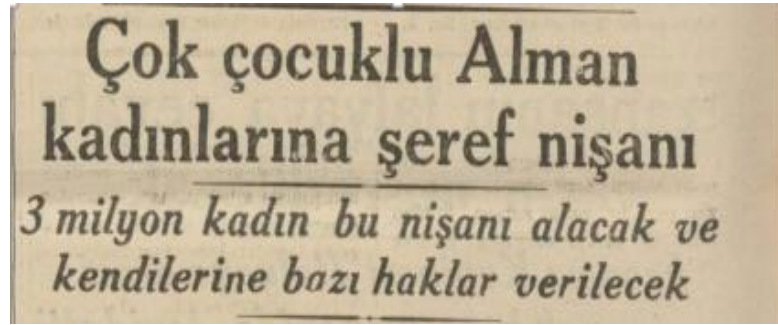 Çok çocuklu Alman
kadınlarına şeref nişanı
3 milyon kadın bu nişanı alacak ve
kendilerine bazı haklar verilecek